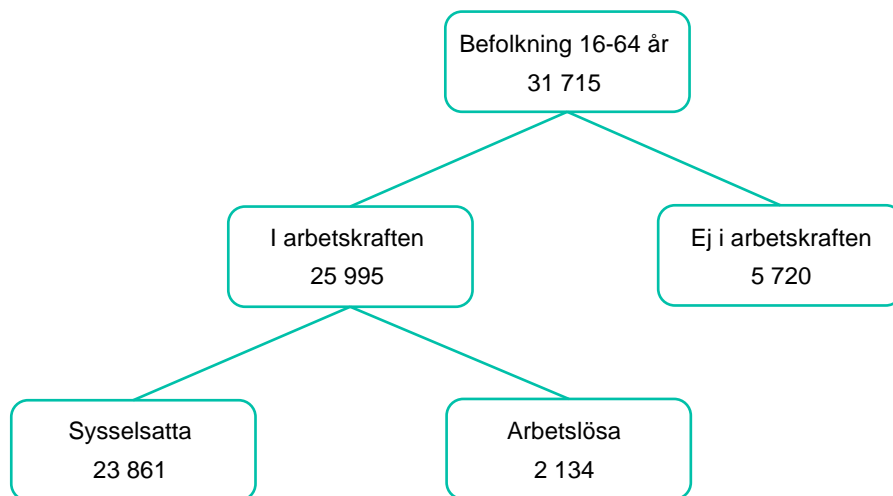 Befolkning 16-64 år
31 715
I arbetskraften
25 995
Ej i arbetskraften
5 720
Sysselsatta
23 861
Arbetslösa
2 134